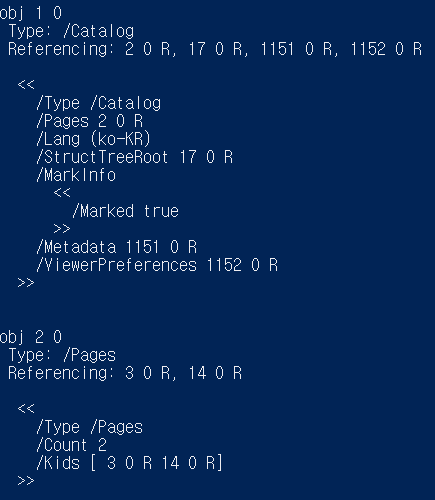 obj 1 0
Type: /Catalog
Referencing: 2 0 R, 17 0 R, 1151 0 R, 1152 0 R
<<
/Type /Catalog
/Pages 2 0 R
/Lang (ko-KR)
/StructTreeRoot 17 0 R
/MarkInfo
<<
/Marked true
>>
/Metadata 1151 0 R
/ViewerPreferences 1152 0 R
>>
obj 2 0
Type: /Pages
Referencing: 3 0 R, 14 0 R
<<
/Type /Pages
/Count 2
/Kids [ 3 0 R 14 0 R]
>>